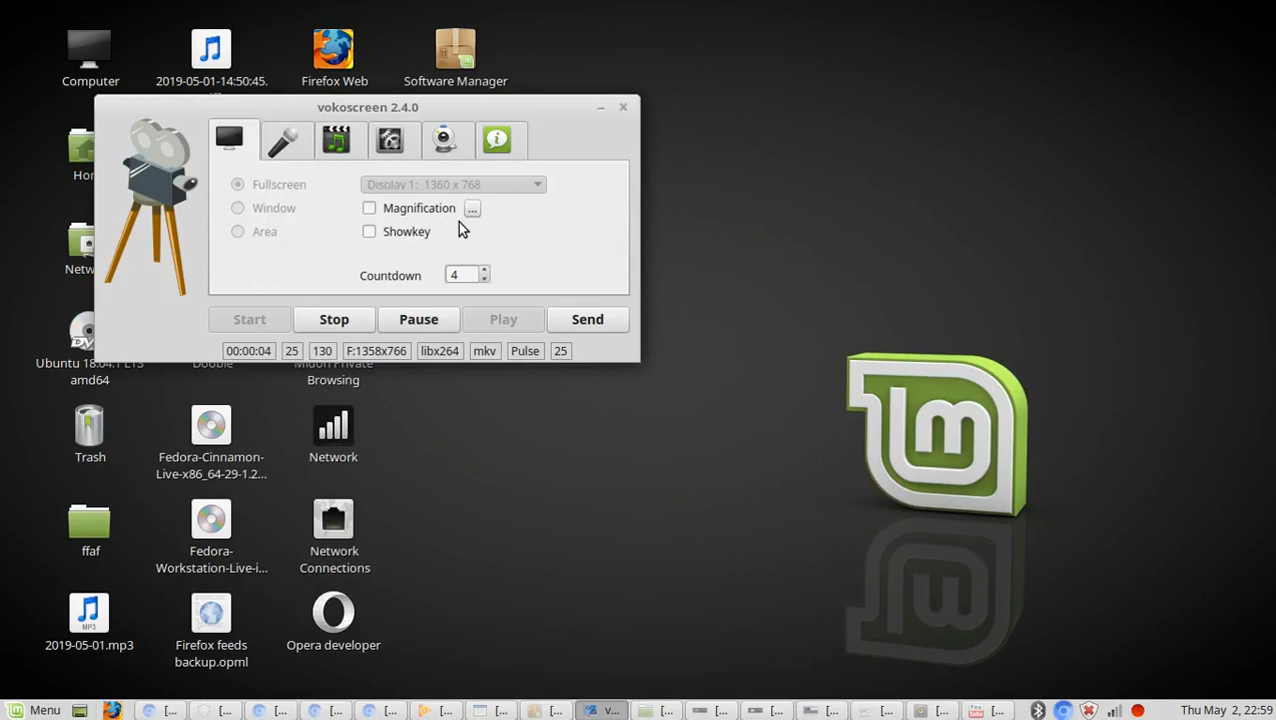 Computer
2019-05-01-14:50:45.
Firefox Web
Software Manager
vokoscreen 2.4.0
Fullscreen
Display 1: 1360 x 768
Window
Magnification
...
Area
Showkey
Countdown
4
Start
Stop
Pause
Play
Send
00:00:04
25
130
F:1358x766
libx264
mkv
Pulse
25
Ubuntu 18.04.1 LTS
amd64
Double
Midori Private
Browsing
Trash
Fedora-Cinnamon-
Live-x86_64-29-1.2...
Network
ffaf
Fedora-
Workstation-Live-i...
Network
Connections
MP3
2019-05-01.mp3
Firefox feeds
backup.opml
Opera developer
Menu
[...
[...
[...
[...
[...
[...
[...
[...
v...
[...
[...
[...
[...
[...
[...
[...
Thu May 2, 22:59